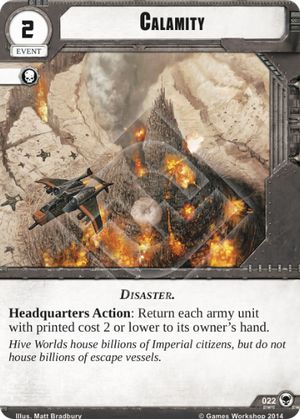 Calamity
2
EVENT
Disaster.
Headquarters Action: Return each army unit
with printed cost 2 or lower to its owner's hand.
Hive Worlds house billions of Imperial citizens, but do not
house billions of escape vessels.
022
Illus. Matt Bradbury
© Games Workshop 2014